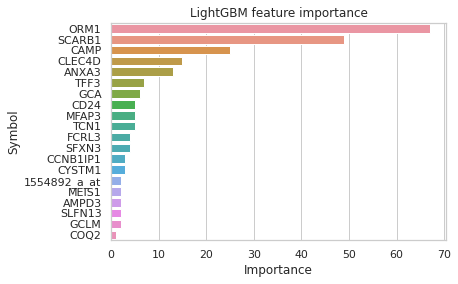 LightGBM feature importance
ORM1
SCARB1
CAMP
CLEC4D
ANXA3
TFF3
GCA
CD24
MFAP3
TCN1
FCRL3
SFXN3
CCNB1IP1
CYSTM1
1554892_a_at
MEIS1
AMPD3
SLFN13
GCLM
COQ2
Symbol
0 10 20 30 40 50 60 70
Importance